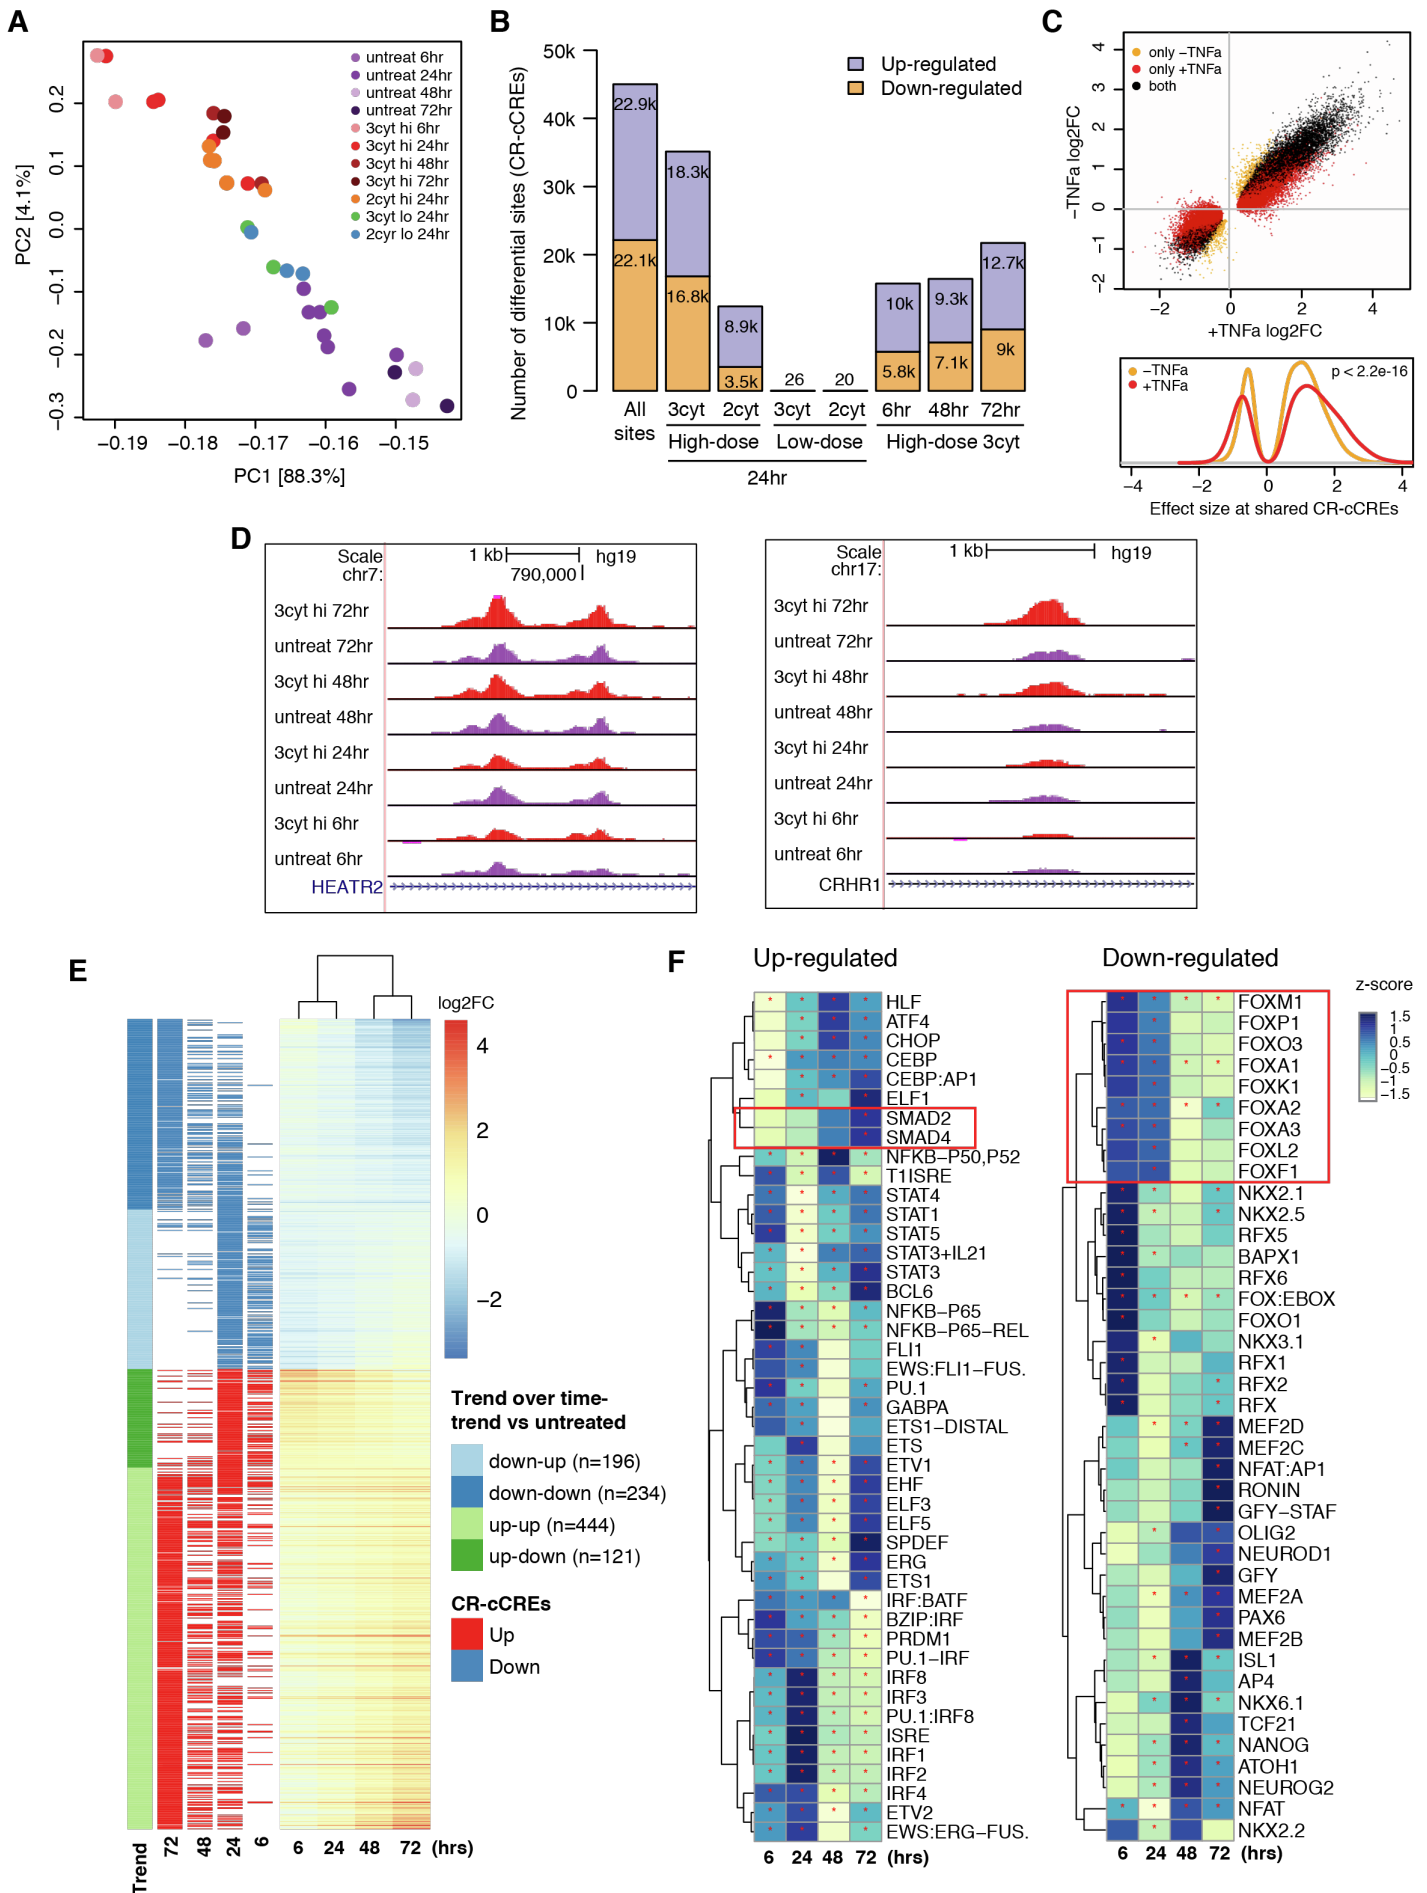 A
0.2
0.1
0.0
−0.1
−0.2
−0.3
PC2 [4.1%]
−0.19 −0.18 −0.17 −0.16 −0.15
PC1 [88.3%]
untreat 6hr
untreat 24hr
untreat 48hr
untreat 72hr
3cyt hi 6hr
3cyt hi 24hr
3cyt hi 48hr
3cyt hi 72hr
2cyt hi 24hr
3cyt lo 24hr
2cyr lo 24hr
B
Number of differential sites (CR-cCREs)
50k
40k
30k
20k
10k
0
Up-regulated
Down-regulated
22.9k
22.1k
18.3k
16.8k
8.9k
3.5k
26
20
10k
5.8k
9.3k
7.1k
12.7k
9k
All sites
3cyt 2cyt 3cyt 2cyt 6hr 48hr 72hr
High-dose Low-dose High-dose 3cyt
24hr
C
only −TNFa
only +TNFa
both
−TNFa log2FC
4
3
2
1
0
−1
−2
−2 0 2 4
+TNFa log2FC
−TNFa
+TNFa
p < 2.2e-16
−4 −2 0 2 4
Effect size at shared CR-cCREs
D
Scale 1 kb hg19
chr7: 790,000
3cyt hi 72hr
untreat 72hr
3cyt hi 48hr
untreat 48hr
3cyt hi 24hr
untreat 24hr
3cyt hi 6hr
untreat 6hr
HEATR2
Scale 1 kb hg19
chr17:
3cyt hi 72hr
untreat 72hr
3cyt hi 48hr
untreat 48hr
3cyt hi 24hr
untreat 24hr
3cyt hi 6hr
untreat 6hr
CRHR1
E
log2FC
4
2
0
−2
Trend over time-
trend vs untreated
down-up (n=196)
down-down (n=234)
up-up (n=444)
up-down (n=121)
CR-cCREs
Up
Down
Trend 72 48 24 6
6 24 48 72 (hrs)
F
Up-regulated
HLF
ATF4
CHOP
CEBP
CEBP:AP1
ELF1
SMAD2
SMAD4
NFKB−P50,P52
T1ISRE
STAT4
STAT1
STAT5
STAT3+IL21
STAT3
BCL6
NFKB−P65
NFKB−P65−REL
FLI1
EWS:FLI1−FUS.
PU.1
GABPA
ETS1−DISTAL
ETS
ETV1
EHF
ELF3
ELF5
SPDEF
ERG
ETS1
IRF:BATF
BZIP:IRF
PRDM1
PU.1−IRF
IRF8
IRF3
PU.1:IRF8
ISRE
IRF1
IRF2
IRF4
ETV2
EWS:ERG−FUS.
6 24 48 72 (hrs)
Down-regulated
FOXM1
FOXP1
FOXO3
FOXA1
FOXK1
FOXA2
FOXA3
FOXL2
FOXF1
NKX2.1
NKX2.5
RFX5
BAPX1
RFX6
FOX:EBOX
FOXO1
NKX3.1
RFX1
RFX2
RFX
MEF2D
MEF2C
NFAT:AP1
RONIN
GFY−STAF
OLIG2
NEUROD1
GFY
MEF2A
PAX6
MEF2B
ISL1
AP4
NKX6.1
TCF21
NANOG
ATOH1
NEUROG2
NFAT
NKX2.2
6 24 48 72 (hrs)
z-score
1.5
1
0.5
0
−0.5
−1
−1.5